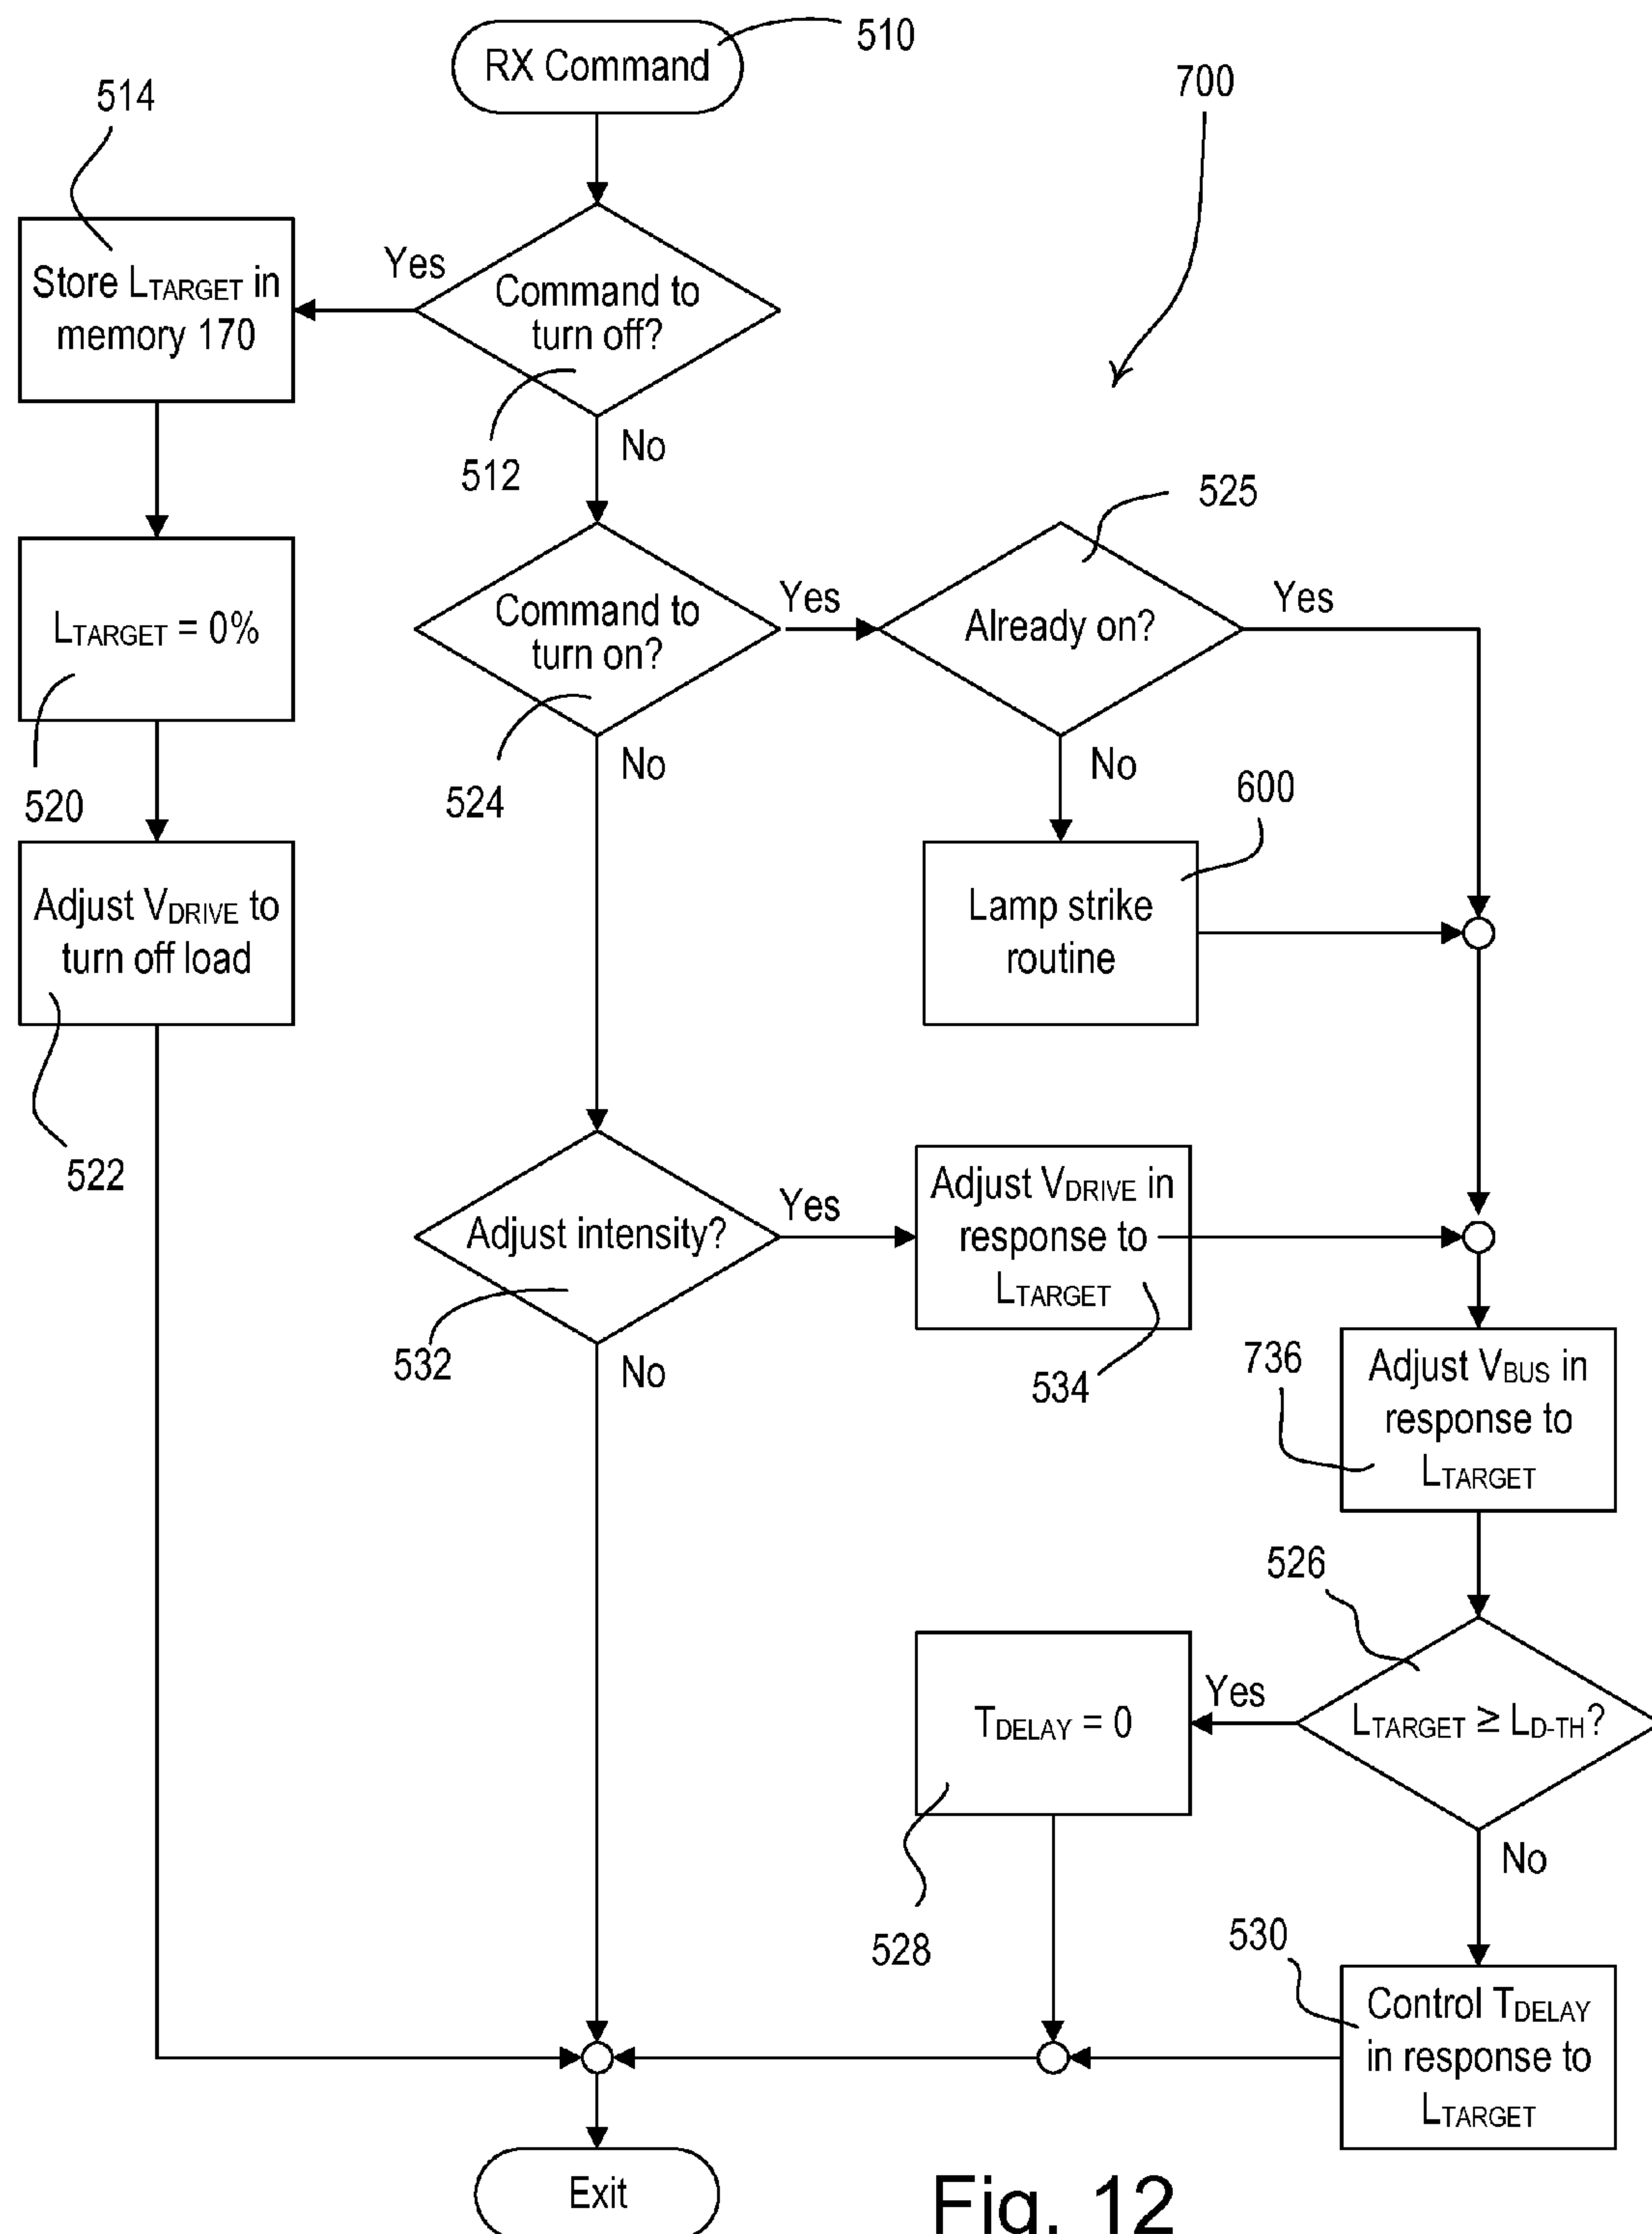 RX Command
510
700
514
Store LTARGET in
memory 170
Yes
Command to
turn off?
512
No
525
LTARGET = 0%
520
Command to
turn on?
524
Yes
No
Already on?
Yes
No
600
Lamp strike
routine
Adjust VDRIVE to
turn off load
522
Adjust intensity?
532
Yes
No
Adjust VDRIVE in
response to
LTARGET
534
736
Adjust VBUS in
response to
LTARGET
526
LTARGET ≥ LD-TH?
Yes
No
TDELAY = 0
528
530
Control TDELAY
in response to
LTARGET
Exit
Fig. 12